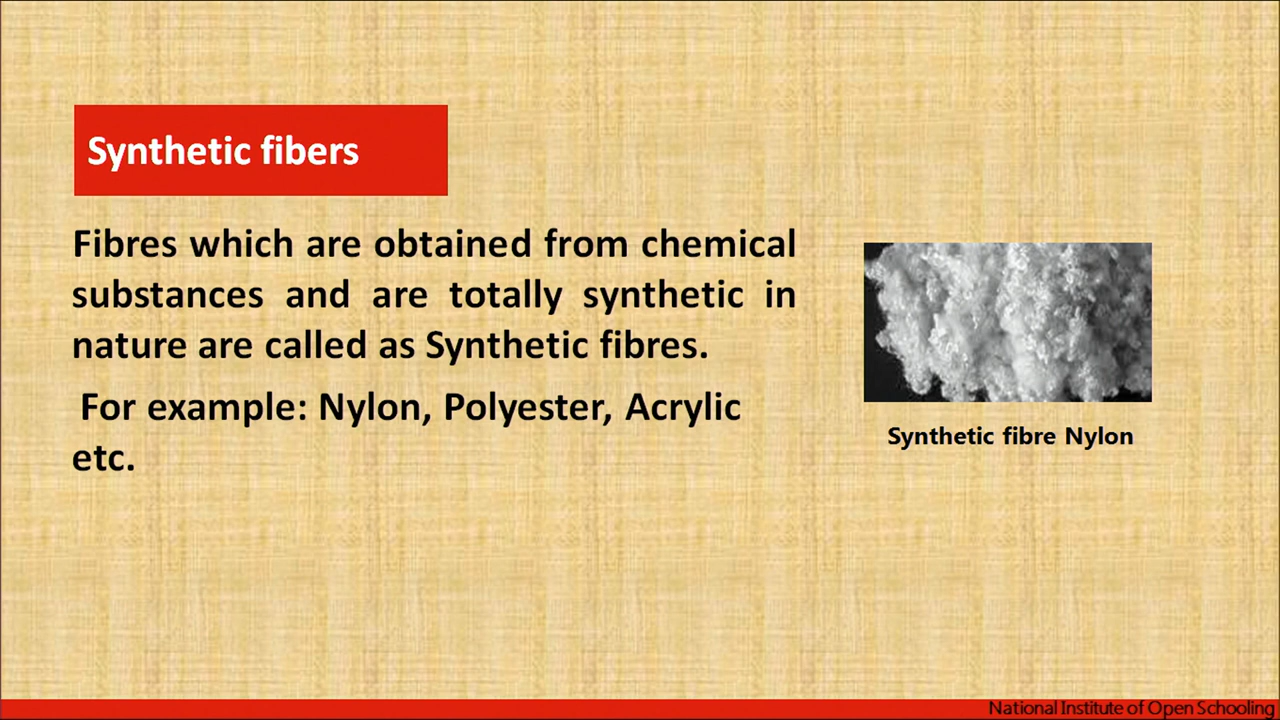 Synthetic fibers
Fibres which are obtained from chemical
substances and are totally synthetic in
nature are called as Synthetic fibres.
For example: Nylon, Polyester, Acrylic
etc.
Synthetic fibre Nylon
National Institute of Open Schooling